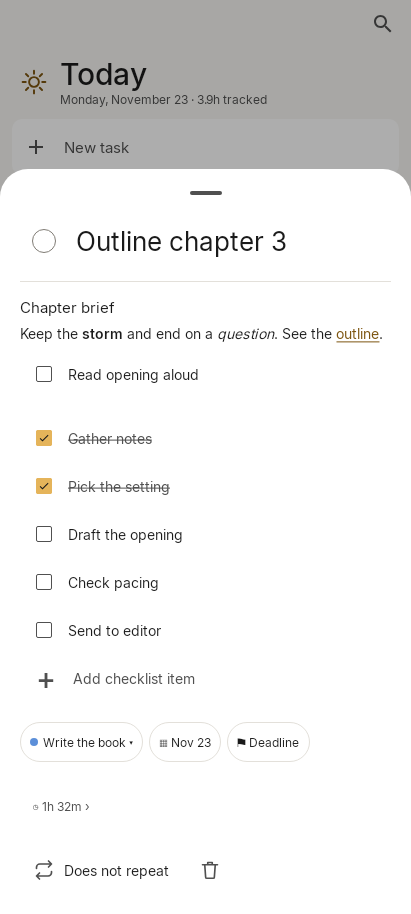 Today
Monday, November 23 · 3.9h tracked
New task
Outline chapter 3
Chapter brief
Keep the storm and end on a question. See the outline.
Read opening aloud
Gather notes
Pick the setting
Draft the opening
Check pacing
Send to editor
Add checklist item
Write the book
Nov 23
Deadline
1h 32m ›
Does not repeat